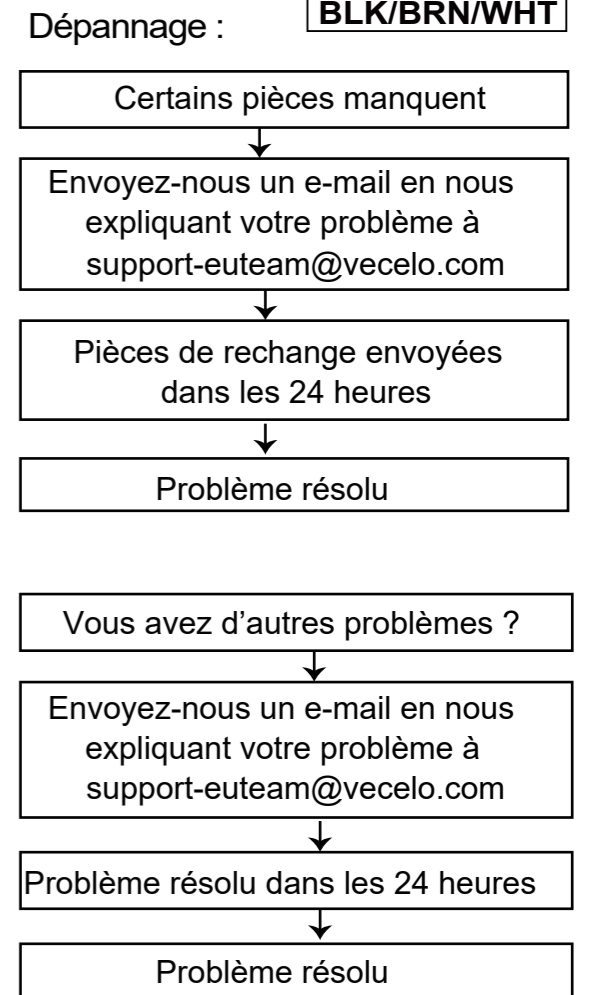 Dépannage :
BLK/BRN/WHT
Certains pièces manquent
Envoyez-nous un e-mail en nous
expliquant votre problème à
support-euteam@vecelo.com
Pièces de rechange envoyées
dans les 24 heures
Problème résolu
Vous avez d’autres problèmes ?
Envoyez-nous un e-mail en nous
expliquant votre problème à
support-euteam@vecelo.com
Problème résolu dans les 24 heures
Problème résolu